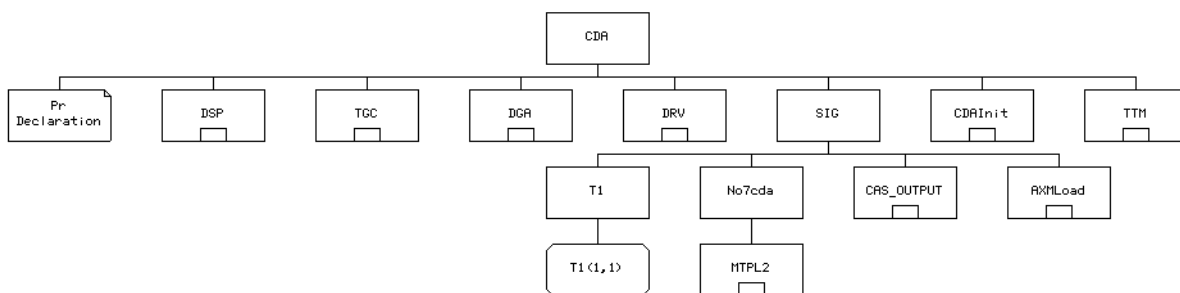 CDA
Pr
Declaration
DSP
TGC
DGA
DRV
SIG
CDAInit
TTM
T1
No7cda
CAS_OUTPUT
AXMLoad
T1(1,1)
MTPL2